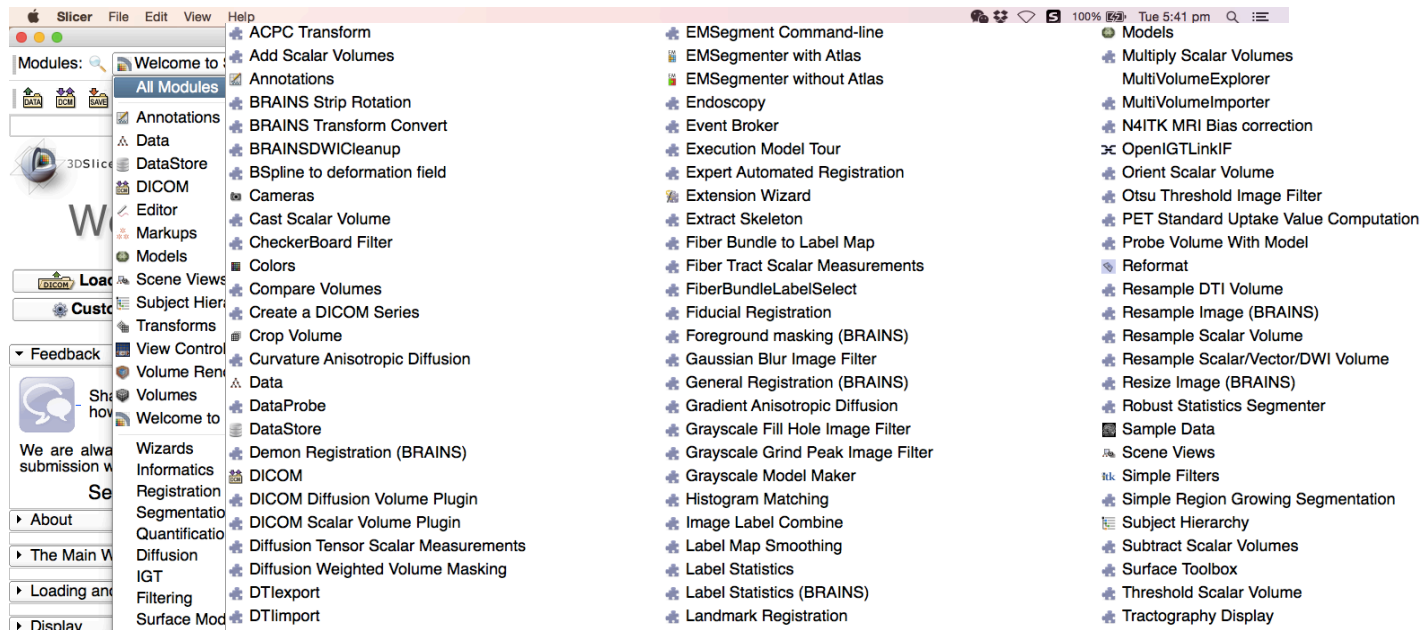 Slicer File Edit View Help
100% Tue 5:41 pm
Modules: Welcome to S
DATA DCM SAVE
3DSlice
We
DICOM Load
Custo
Feedback
Sha
how
We are alwa
submission w
Se
About
The Main W
Loading and
Display
All Modules
Annotations
Data
DataStore
DICOM
Editor
Markups
Models
Scene Views
Subject Hiera
Transforms
View Control
Volume Ren
Volumes
Welcome to
Wizards
Informatics
Registration
Segmentatio
Quantificatio
Diffusion
IGT
Filtering
Surface Mod
ACPC Transform
Add Scalar Volumes
Annotations
BRAINS Strip Rotation
BRAINS Transform Convert
BRAINSDWICleanup
BSpline to deformation field
Cameras
Cast Scalar Volume
CheckerBoard Filter
Colors
Compare Volumes
Create a DICOM Series
Crop Volume
Curvature Anisotropic Diffusion
Data
DataProbe
DataStore
Demon Registration (BRAINS)
DICOM
DICOM Diffusion Volume Plugin
DICOM Scalar Volume Plugin
Diffusion Tensor Scalar Measurements
Diffusion Weighted Volume Masking
DTIexport
DTIimport
EMSegment Command-line
EMSegmenter with Atlas
EMSegmenter without Atlas
Endoscopy
Event Broker
Execution Model Tour
Expert Automated Registration
Extension Wizard
Extract Skeleton
Fiber Bundle to Label Map
Fiber Tract Scalar Measurements
FiberBundleLabelSelect
Fiducial Registration
Foreground masking (BRAINS)
Gaussian Blur Image Filter
General Registration (BRAINS)
Gradient Anisotropic Diffusion
Grayscale Fill Hole Image Filter
Grayscale Grind Peak Image Filter
Grayscale Model Maker
Histogram Matching
Image Label Combine
Label Map Smoothing
Label Statistics
Label Statistics (BRAINS)
Landmark Registration
Models
Multiply Scalar Volumes
MultiVolumeExplorer
MultiVolumeImporter
N4ITK MRI Bias correction
OpenIGTLinkIF
Orient Scalar Volume
Otsu Threshold Image Filter
PET Standard Uptake Value Computation
Probe Volume With Model
Reformat
Resample DTI Volume
Resample Image (BRAINS)
Resample Scalar Volume
Resample Scalar/Vector/DWI Volume
Resize Image (BRAINS)
Robust Statistics Segmenter
Sample Data
Scene Views
itk Simple Filters
Simple Region Growing Segmentation
Subject Hierarchy
Subtract Scalar Volumes
Surface Toolbox
Threshold Scalar Volume
Tractography Display